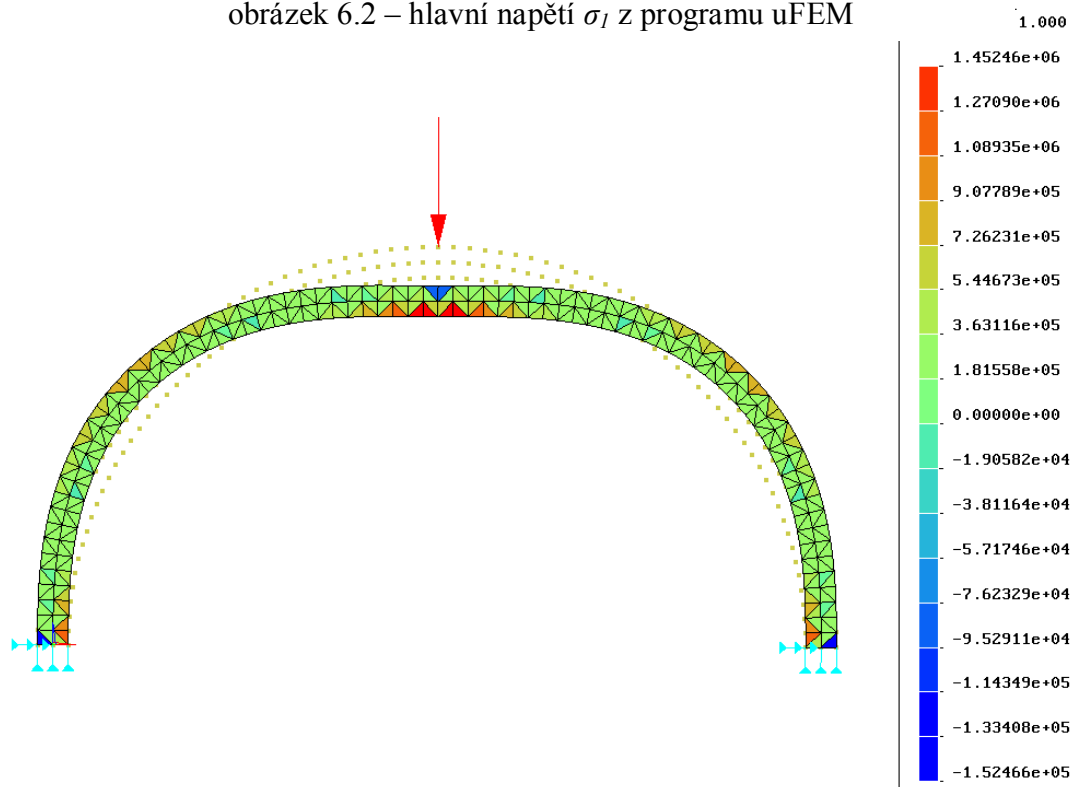 obrázek 6.2 – hlavní napětí σ1 z programu uFEM
1.000
1.45246e+06
1.27090e+06
1.08935e+06
9.07789e+05
7.26231e+05
5.44673e+05
3.63116e+05
1.81558e+05
0.00000e+00
-1.90582e+04
-3.81164e+04
-5.71746e+04
-7.62329e+04
-9.52911e+04
-1.14349e+05
-1.33408e+05
-1.52466e+05